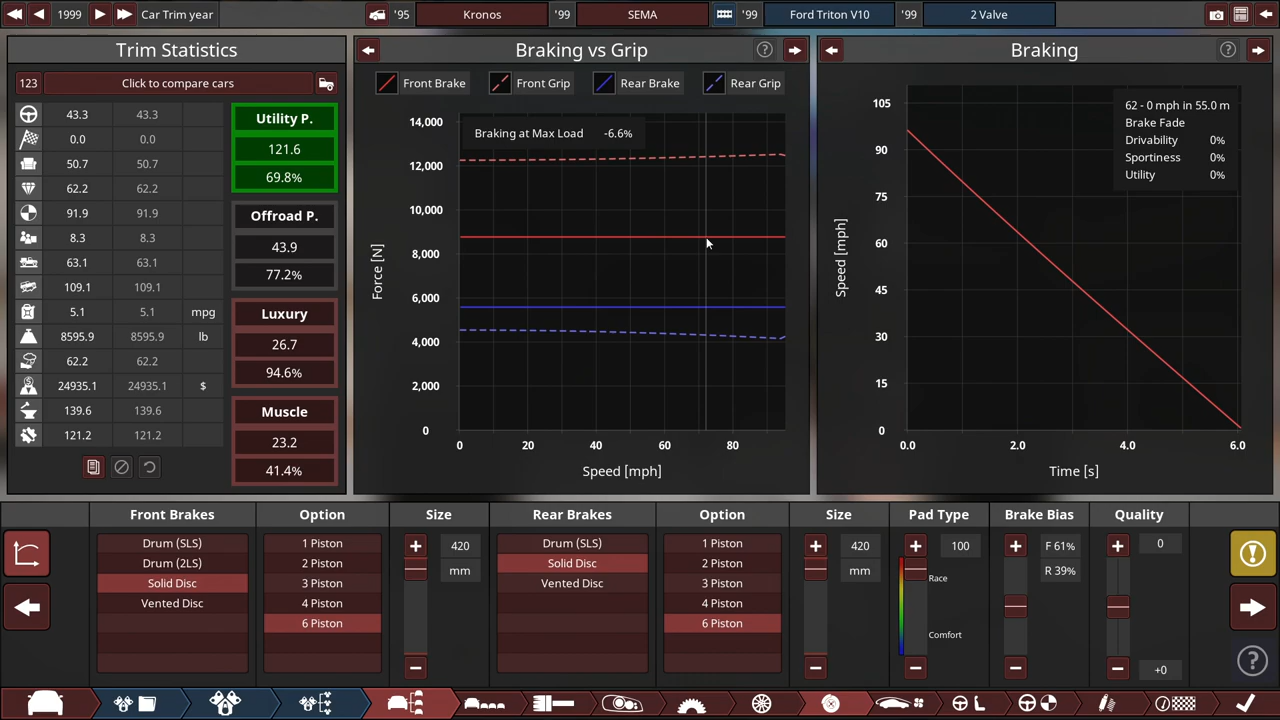 1999
Car Trim year
'95
Kronos
'99
SEMA
'99
Ford Triton V10
'99
2 Valve
Trim Statistics
123
Click to compare cars
43.3 43.3
0.0 0.0
50.7 50.7
62.2 62.2
91.9 91.9
8.3 8.3
63.1 63.1
109.1 109.1
5.1 5.1 mpg
8595.9 8595.9 lb
62.2 62.2
24935.1 24935.1 $
139.6 139.6
121.2 121.2
Utility P.
121.6
69.8%
Offroad P.
43.9
77.2%
Luxury
26.7
94.6%
Muscle
23.2
41.4%
Braking vs Grip
?
Front Brake Front Grip Rear Brake Rear Grip
Braking at Max Load -6.6%
Force [N]
14,000
12,000
10,000
8,000
6,000
4,000
2,000
0
0 20 40 60 80
Speed [mph]
Braking
?
62 - 0 mph in 55.0 m
Brake Fade
Drivability 0%
Sportiness 0%
Utility 0%
Speed [mph]
105
90
75
60
45
30
15
0
0.0 2.0 4.0 6.0
Time [s]
Front Brakes
Drum (SLS)
Drum (2LS)
Solid Disc
Vented Disc
Option
1 Piston
2 Piston
3 Piston
4 Piston
6 Piston
Size
+
420
mm
−
Rear Brakes
Drum (SLS)
Solid Disc
Vented Disc
Option
1 Piston
2 Piston
3 Piston
4 Piston
6 Piston
Size
+
420
mm
−
Pad Type
+
100
Race
Comfort
−
Brake Bias
+
F 61%
R 39%
−
Quality
+
0
−
+0
!
?